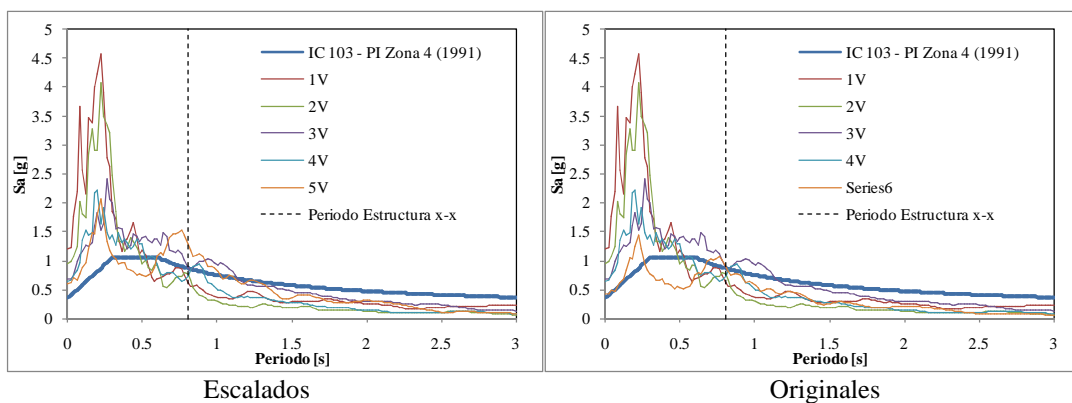 5
4.5
4
3.5
3
2.5
2
1.5
1
0.5
0
Sa [g]
IC 103 - PI Zona 4 (1991)
1V
2V
3V
4V
5V
Periodo Estructura x-x
0 0.5 1 1.5 2 2.5 3
Periodo [s]
Escalados
5
4.5
4
3.5
3
2.5
2
1.5
1
0.5
0
Sa [g]
IC 103 - PI Zona 4 (1991)
1V
2V
3V
4V
Series6
Periodo Estructura x-x
0 0.5 1 1.5 2 2.5 3
Periodo [s]
Originales